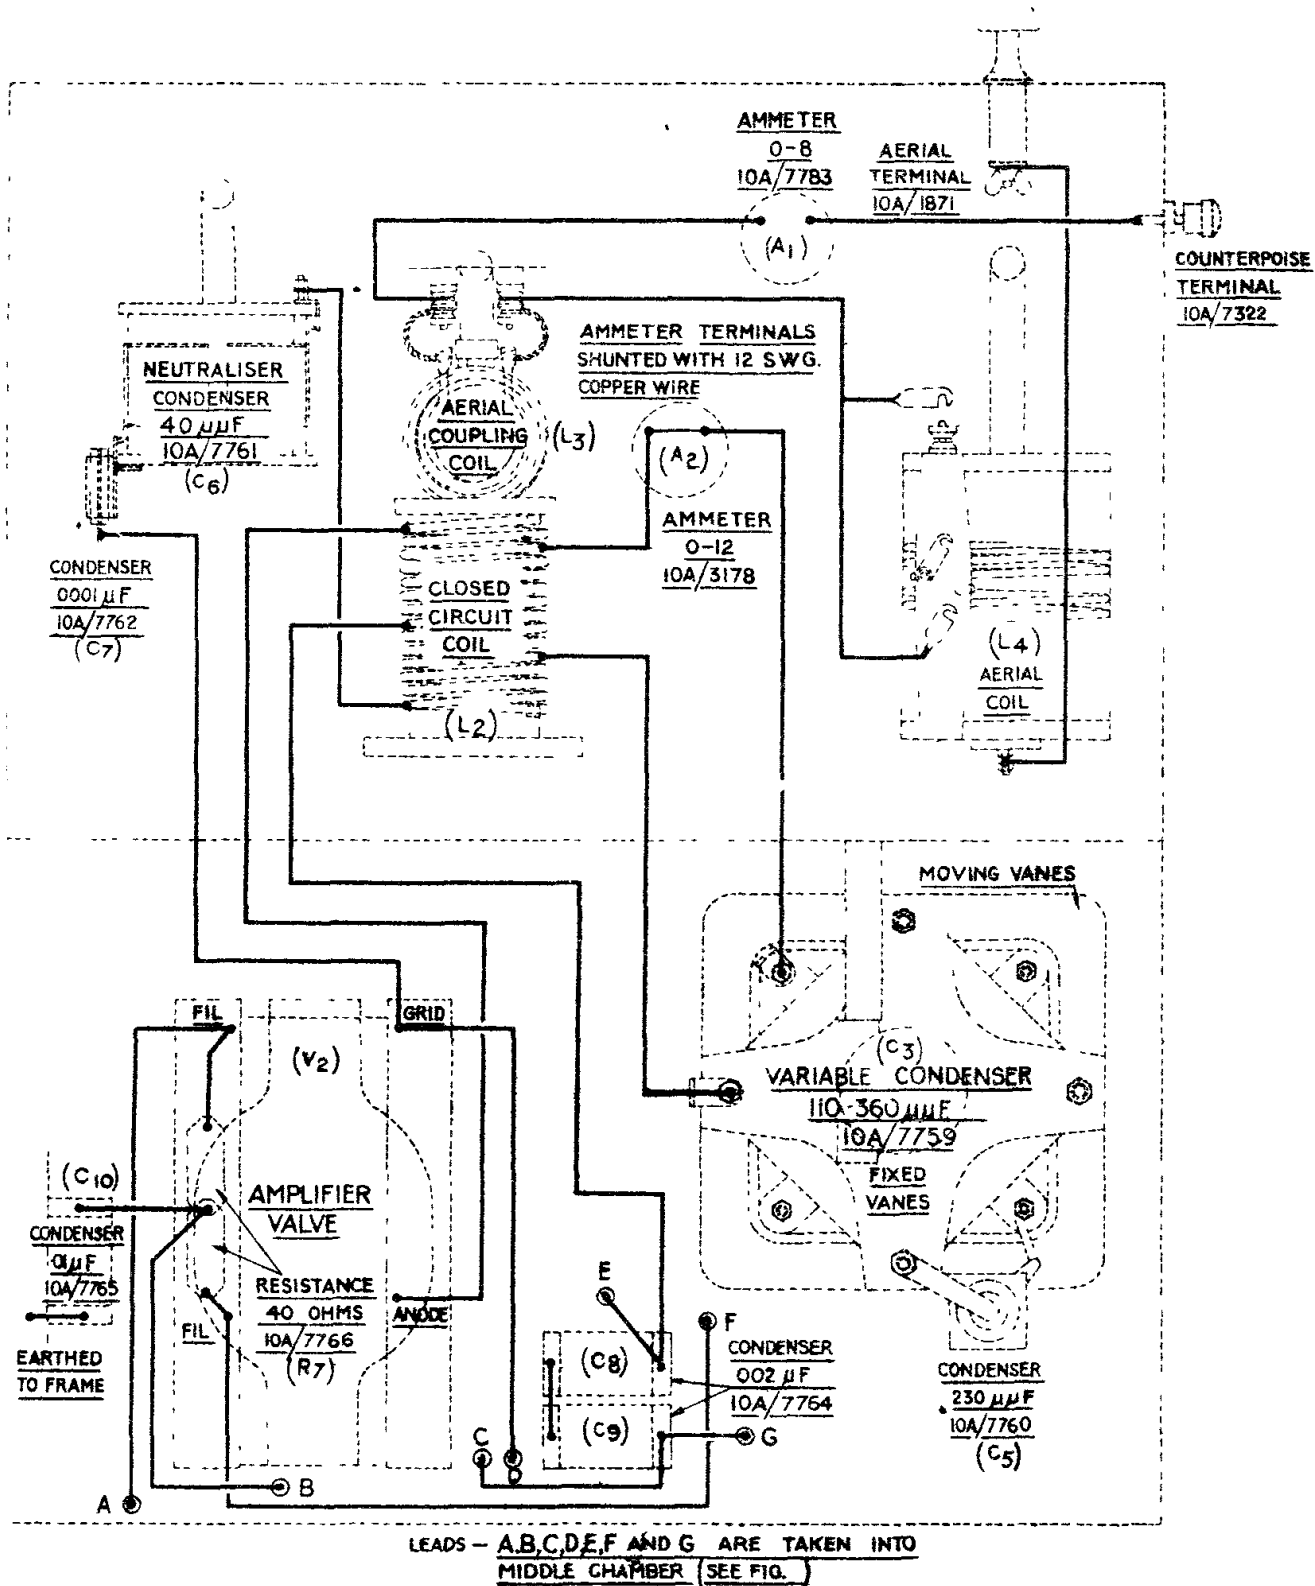 AMMETER
0-8
10A/7783
(A1)
AERIAL
TERMINAL
10A/1871
COUNTERPOISE
TERMINAL
10A/7322
NEUTRALISER
CONDENSER
40 µµF
10A/7761
(C6)
AERIAL
COUPLING
COIL
(L3)
AMMETER TERMINALS
SHUNTED WITH 12 SWG.
COPPER WIRE
(A2)
AMMETER
0-12
10A/3178
CONDENSER
0001 µF
10A/7762
(C7)
CLOSED
CIRCUIT
COIL
(L2)
(L4)
AERIAL
COIL
MOVING VANES
FIL
GRID
(V2)
(C3)
VARIABLE CONDENSER
110-360 µµF
10A/7759
FIXED
VANES
(C10)
CONDENSER
01µF
10A/7765
EARTHED
TO FRAME
AMPLIFIER
VALVE
RESISTANCE
40 OHMS
10A/7766
(R7)
FIL
ANODE
E
F
(C8)
(C9)
CONDENSER
002 µF
10A/7764
CONDENSER
230 µµF
10A/7760
(C5)
A
B
C
D
G
LEADS - A.B,C,D,E,F AND G ARE TAKEN INTO
MIDDLE CHAMBER (SEE FIG. )